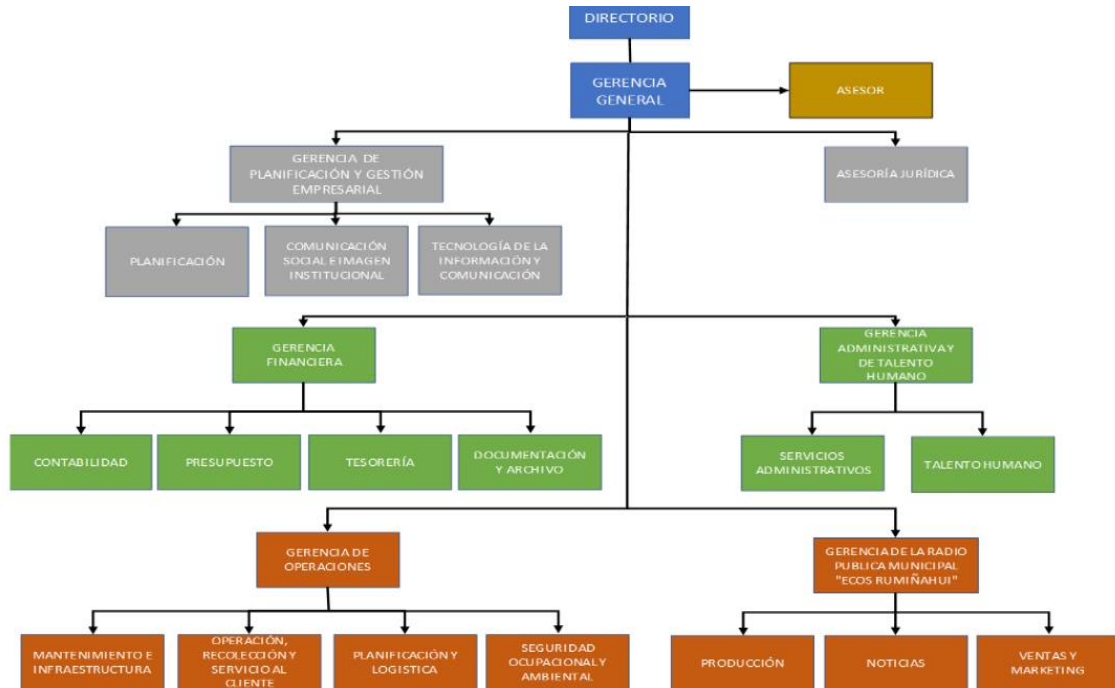 DIRECTORIO
GERENCIA
GENERAL
ASESOR
GERENCIA DE
PLANIFICACIÓN Y GESTIÓN
EMPRESARIAL
ASESORÍA JURÍDICA
PLANIFICACIÓN
COMUNICACIÓN
SOCIAL E IMAGEN
INSTITUCIONAL
TECNOLOGÍA DE LA
INFORMACIÓN Y
COMUNICACIÓN
GERENCIA
FINANCIERA
GERENCIA
ADMINISTRATIVA Y
DE TALENTO
HUMANO
CONTABILIDAD
PRESUPUESTO
TESORERÍA
DOCUMENTACIÓN
Y ARCHIVO
SERVICIOS
ADMINISTRATIVOS
TALENTO HUMANO
GERENCIA DE
OPERACIONES
GERENCIA DE LA RADIO
PUBLICA MUNICIPAL
"ECOS RUMIÑAHUI"
MANTENIMIENTO E
INFRAESTRUCTURA
OPERACIÓN,
RECOLECCIÓN Y
SERVICIO AL
CLIENTE
PLANIFICACIÓN Y
LOGISTICA
SEGURIDAD
OCUPACIONAL Y
AMBIENTAL
PRODUCCIÓN
NOTICIAS
VENTAS Y
MARKETING